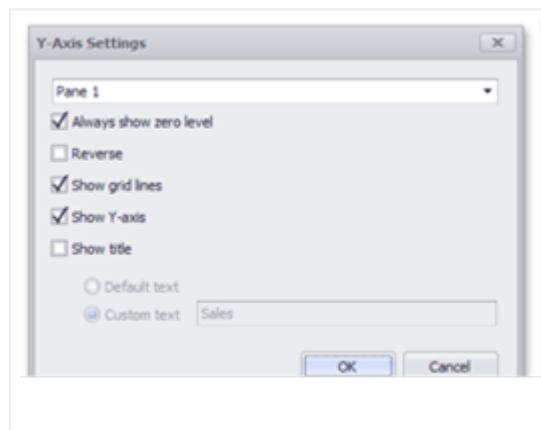 Y-Axis Settings
Pane 1
Always show zero level
Reverse
Show grid lines
Show Y-axis
Show title
Default text
Custom text Sales
OK Cancel